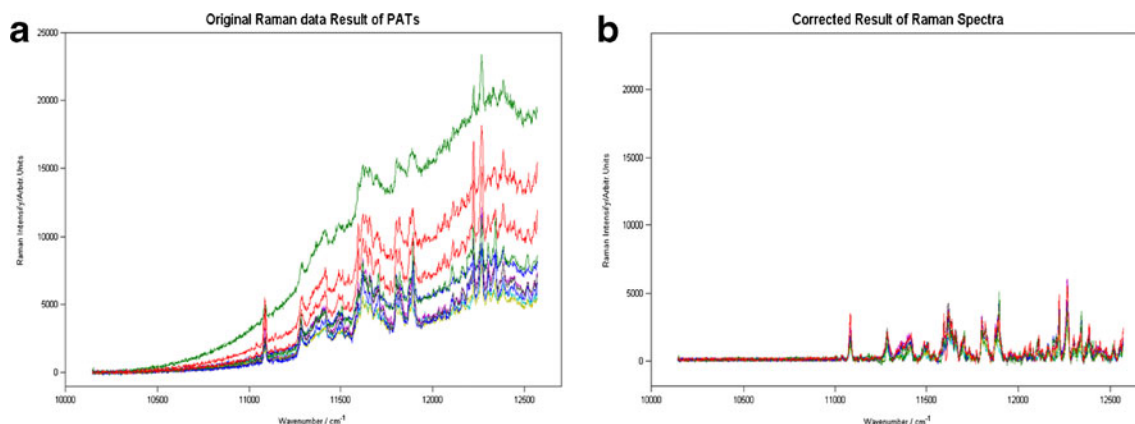 a
Original Raman data Result of PATs
25000
20000
15000
10000
5000
0
Raman Intensify/Arbitr. Units
10000
10500
11000
11500
12000
12500
Wavenumber / cm-1
b
Corrected Result of Raman Spectra
20000
15000
10000
5000
0
Raman Intensify/Arbitr. Units
10000
10500
11000
11500
12000
12500
Wavenumber / cm-1